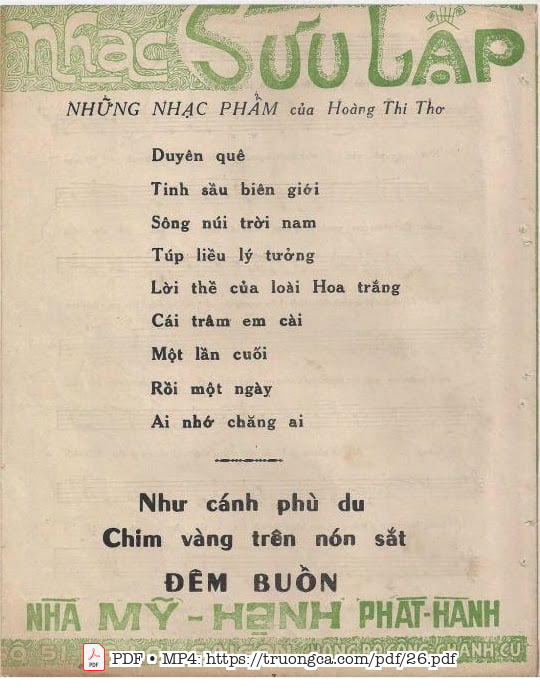 nhạc SƯU TẬP
NHỮNG NHẠC PHẨM của Hoàng Thi Thơ
Duyên quê
Tinh sầu biên giới
Sông núi trời nam
Túp liều lý tưởng
Lời thề của loài Hoa trắng
Cái trâm em cài
Một lần cuối
Rồi một ngày
Ai nhớ chăng ai
Như cánh phù du
Chim vàng trên nón sắt
ĐÊM BUỒN
NHÀ MỸ - HẠNH PHÁT-HÀNH
PDF • MP4: https://truongca.com/pdf/26.pdf